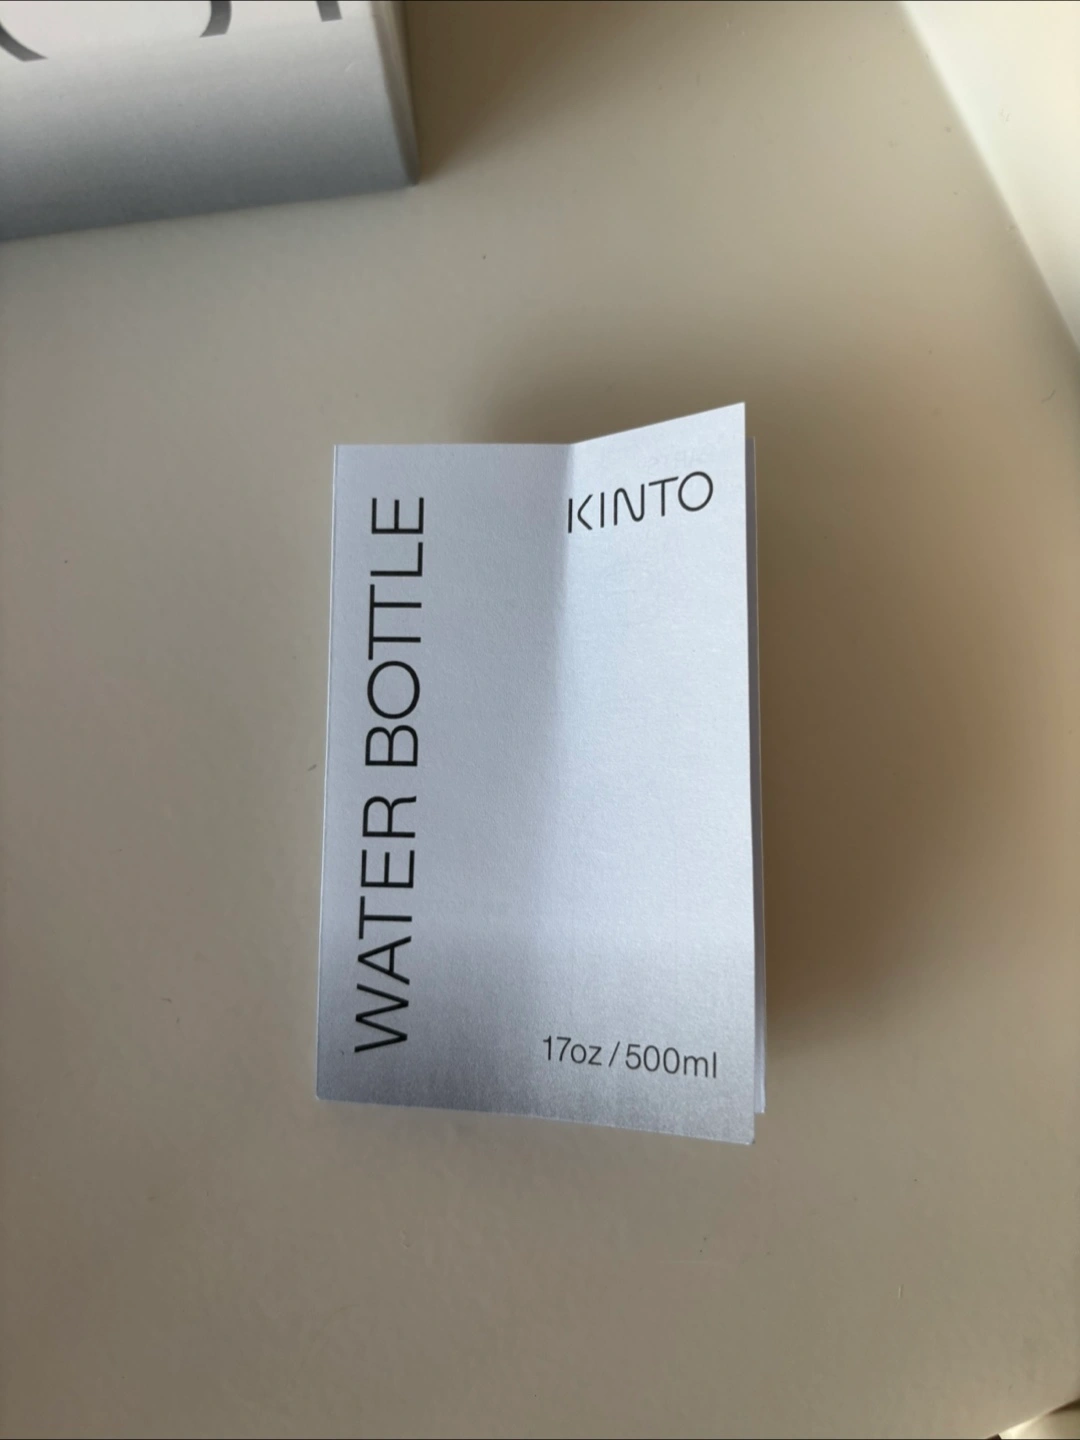 KINTO
WATER BOTTLE
17oz / 500ml